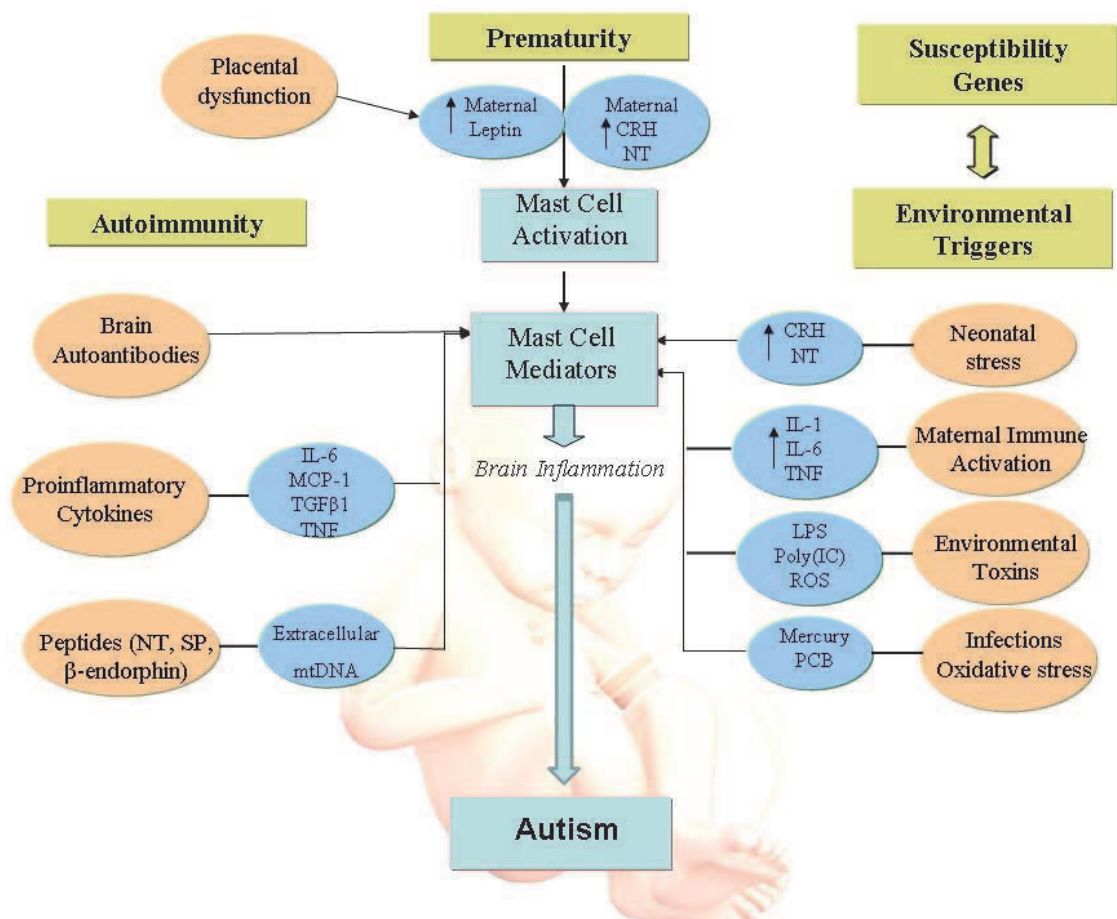 Prematurity
Susceptibility
Genes
Placental
dysfunction
↑ Maternal
Leptin
Maternal
↑ CRH
NT
Mast Cell
Activation
Autoimmunity
Environmental
Triggers
Brain
Autoantibodies
Mast Cell
Mediators
↑ CRH
NT
Neonatal
stress
Brain Inflammation
Proinflammatory
Cytokines
IL-6
MCP-1
TGFβ1
TNF
↑ IL-1
IL-6
TNF
Maternal Immune
Activation
LPS
Poly(IC)
ROS
Environmental
Toxins
Peptides (NT, SP,
β-endorphin)
Extracellular
mtDNA
Mercury
PCB
Infections
Oxidative stress
Autism